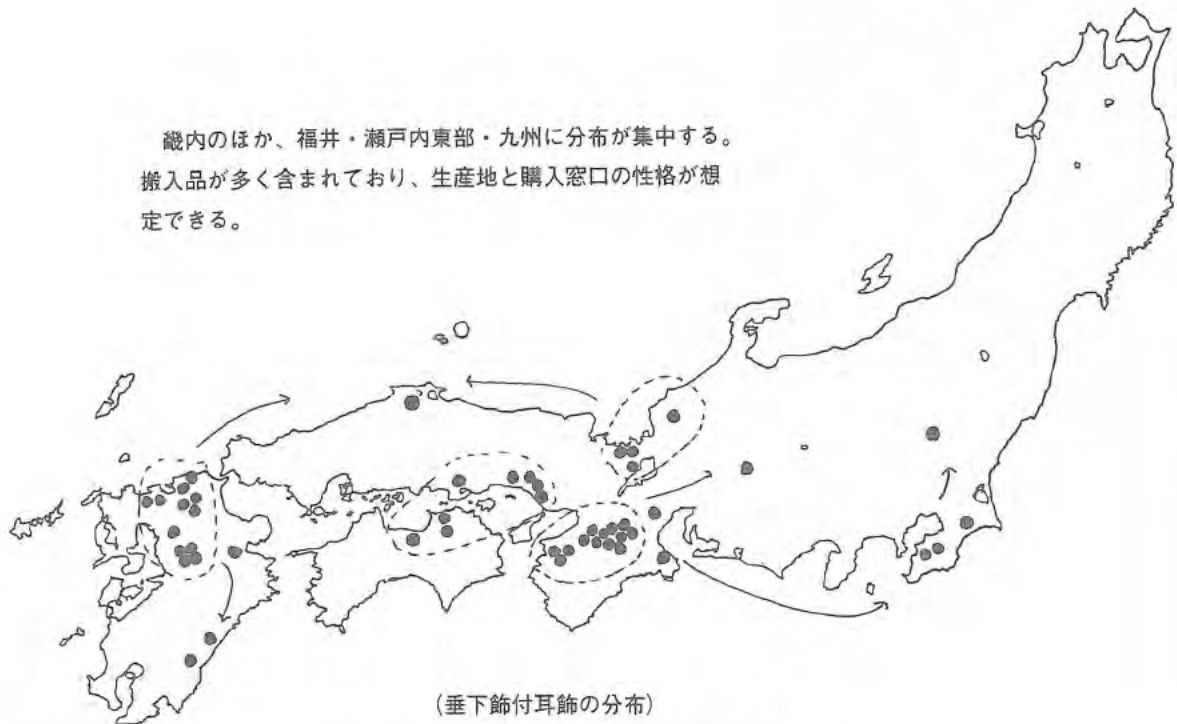 畿内のほか、福井・瀬戸内東部・九州に分布が集中する。
搬入品が多く含まれており、生産地と購入窓口の性格が想
定できる。
(垂下飾付耳飾の分布)